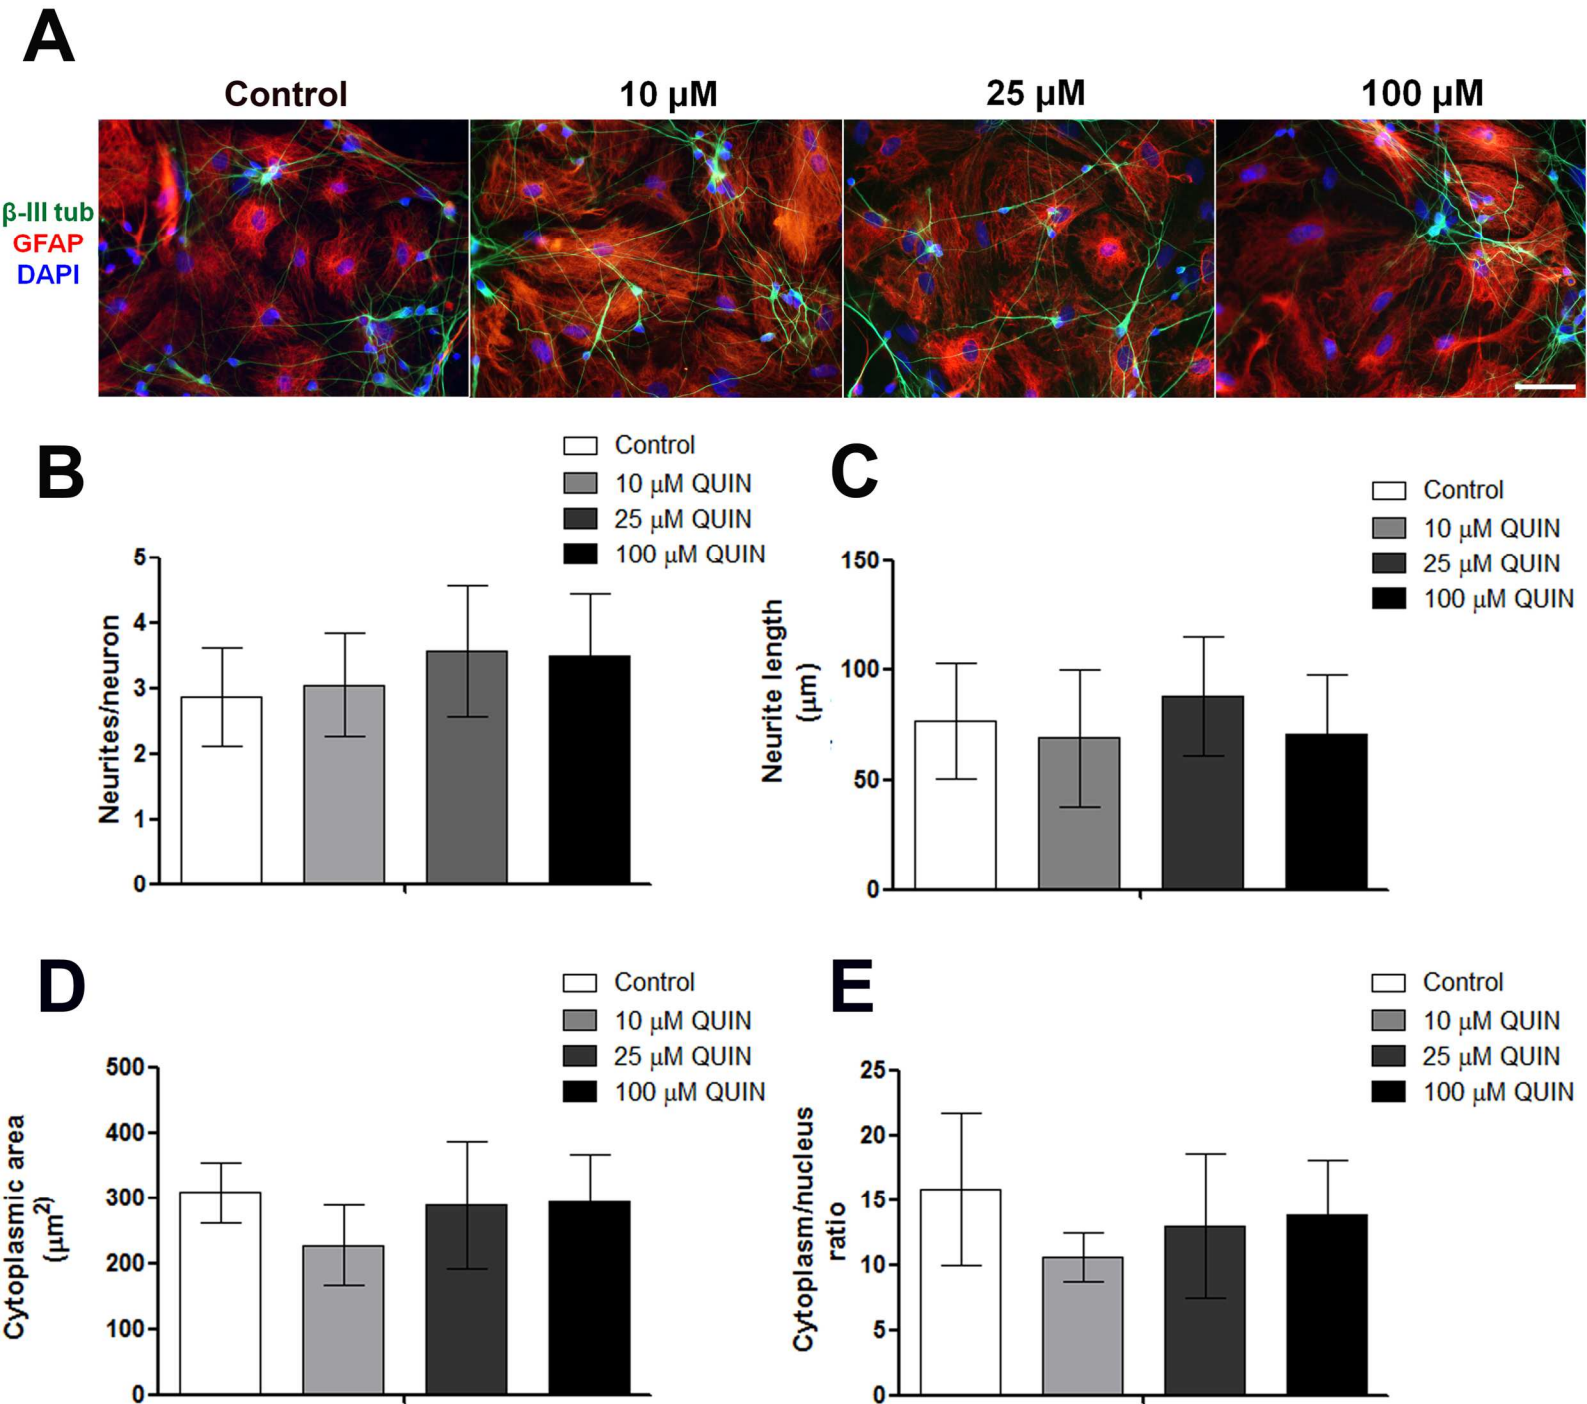 A
Control
10 µM
25 µM
100 µM
β-III tub
GFAP
DAPI
B
Control
10 µM QUIN
25 µM QUIN
100 µM QUIN
5
4
3
2
1
0
Neurites/neuron
C
Control
10 µM QUIN
25 µM QUIN
100 µM QUIN
150
100
50
0
Neurite length
(µm)
D
Control
10 µM QUIN
25 µM QUIN
100 µM QUIN
500
400
300
200
100
0
Cytoplasmic area
(µm²)
E
Control
10 µM QUIN
25 µM QUIN
100 µM QUIN
25
20
15
10
5
0
Cytoplasm/nucleus
ratio